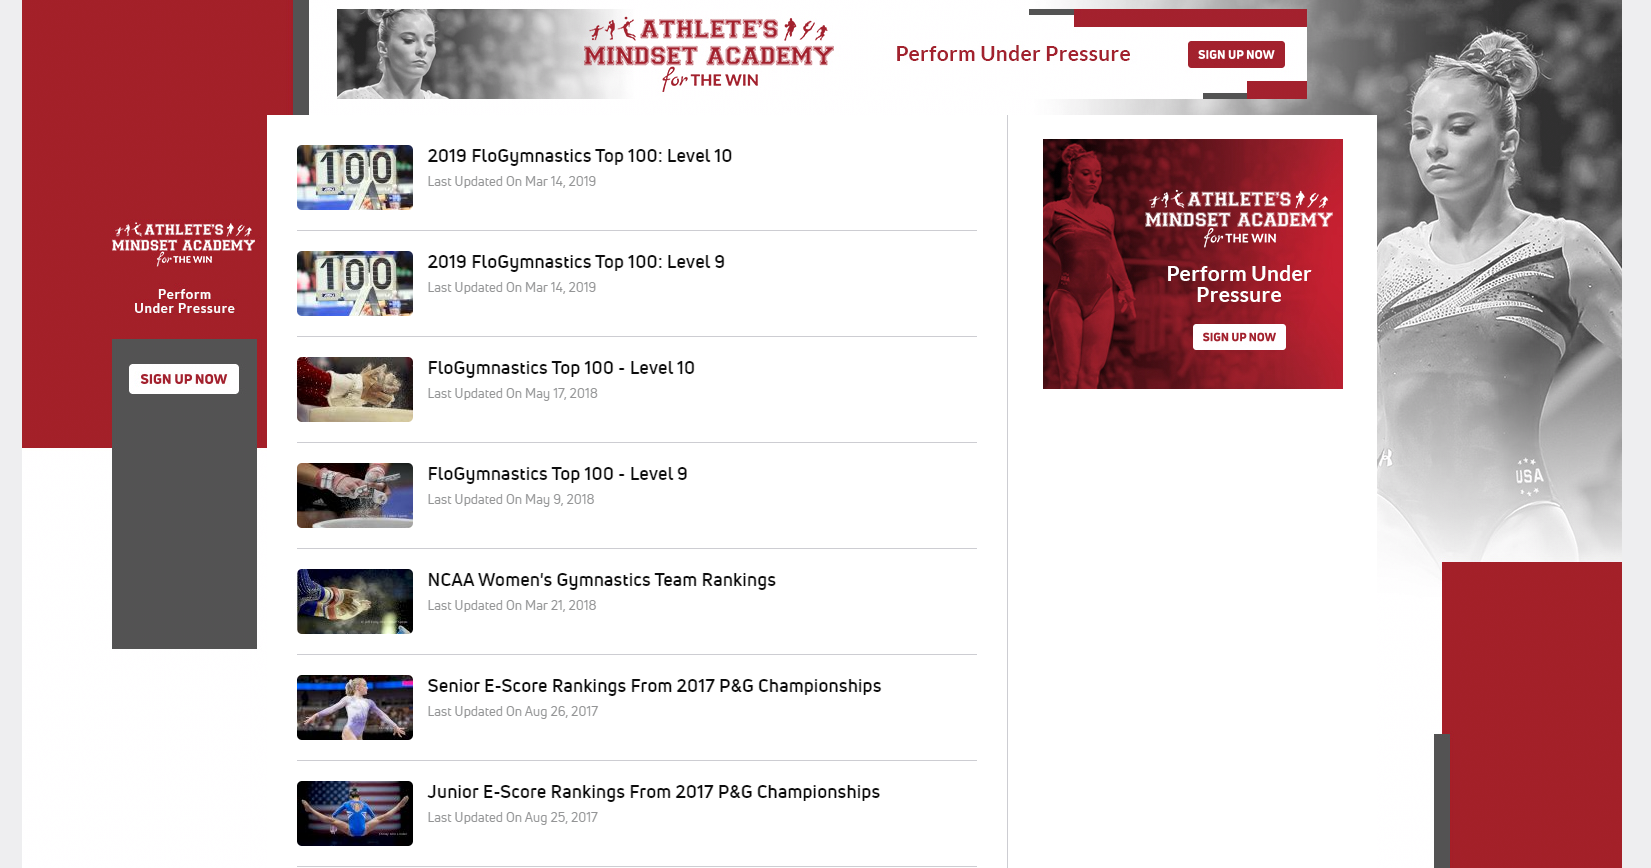 ATHLETE'S
MINDSET ACADEMY
for THE WIN
Perform Under Pressure
SIGN UP NOW
ATHLETE'S
MINDSET ACADEMY
for THE WIN
Perform
Under Pressure
SIGN UP NOW
100
2019 FloGymnastics Top 100: Level 10
Last Updated On Mar 14, 2019
100
2019 FloGymnastics Top 100: Level 9
Last Updated On Mar 14, 2019
FloGymnastics Top 100 - Level 10
Last Updated On May 17, 2018
FloGymnastics Top 100 - Level 9
Last Updated On May 9, 2018
NCAA Women's Gymnastics Team Rankings
Last Updated On Mar 21, 2018
Senior E-Score Rankings From 2017 P&G Championships
Last Updated On Aug 26, 2017
Junior E-Score Rankings From 2017 P&G Championships
Last Updated On Aug 25, 2017
ATHLETE'S
MINDSET ACADEMY
for THE WIN
Perform Under
Pressure
SIGN UP NOW
USA